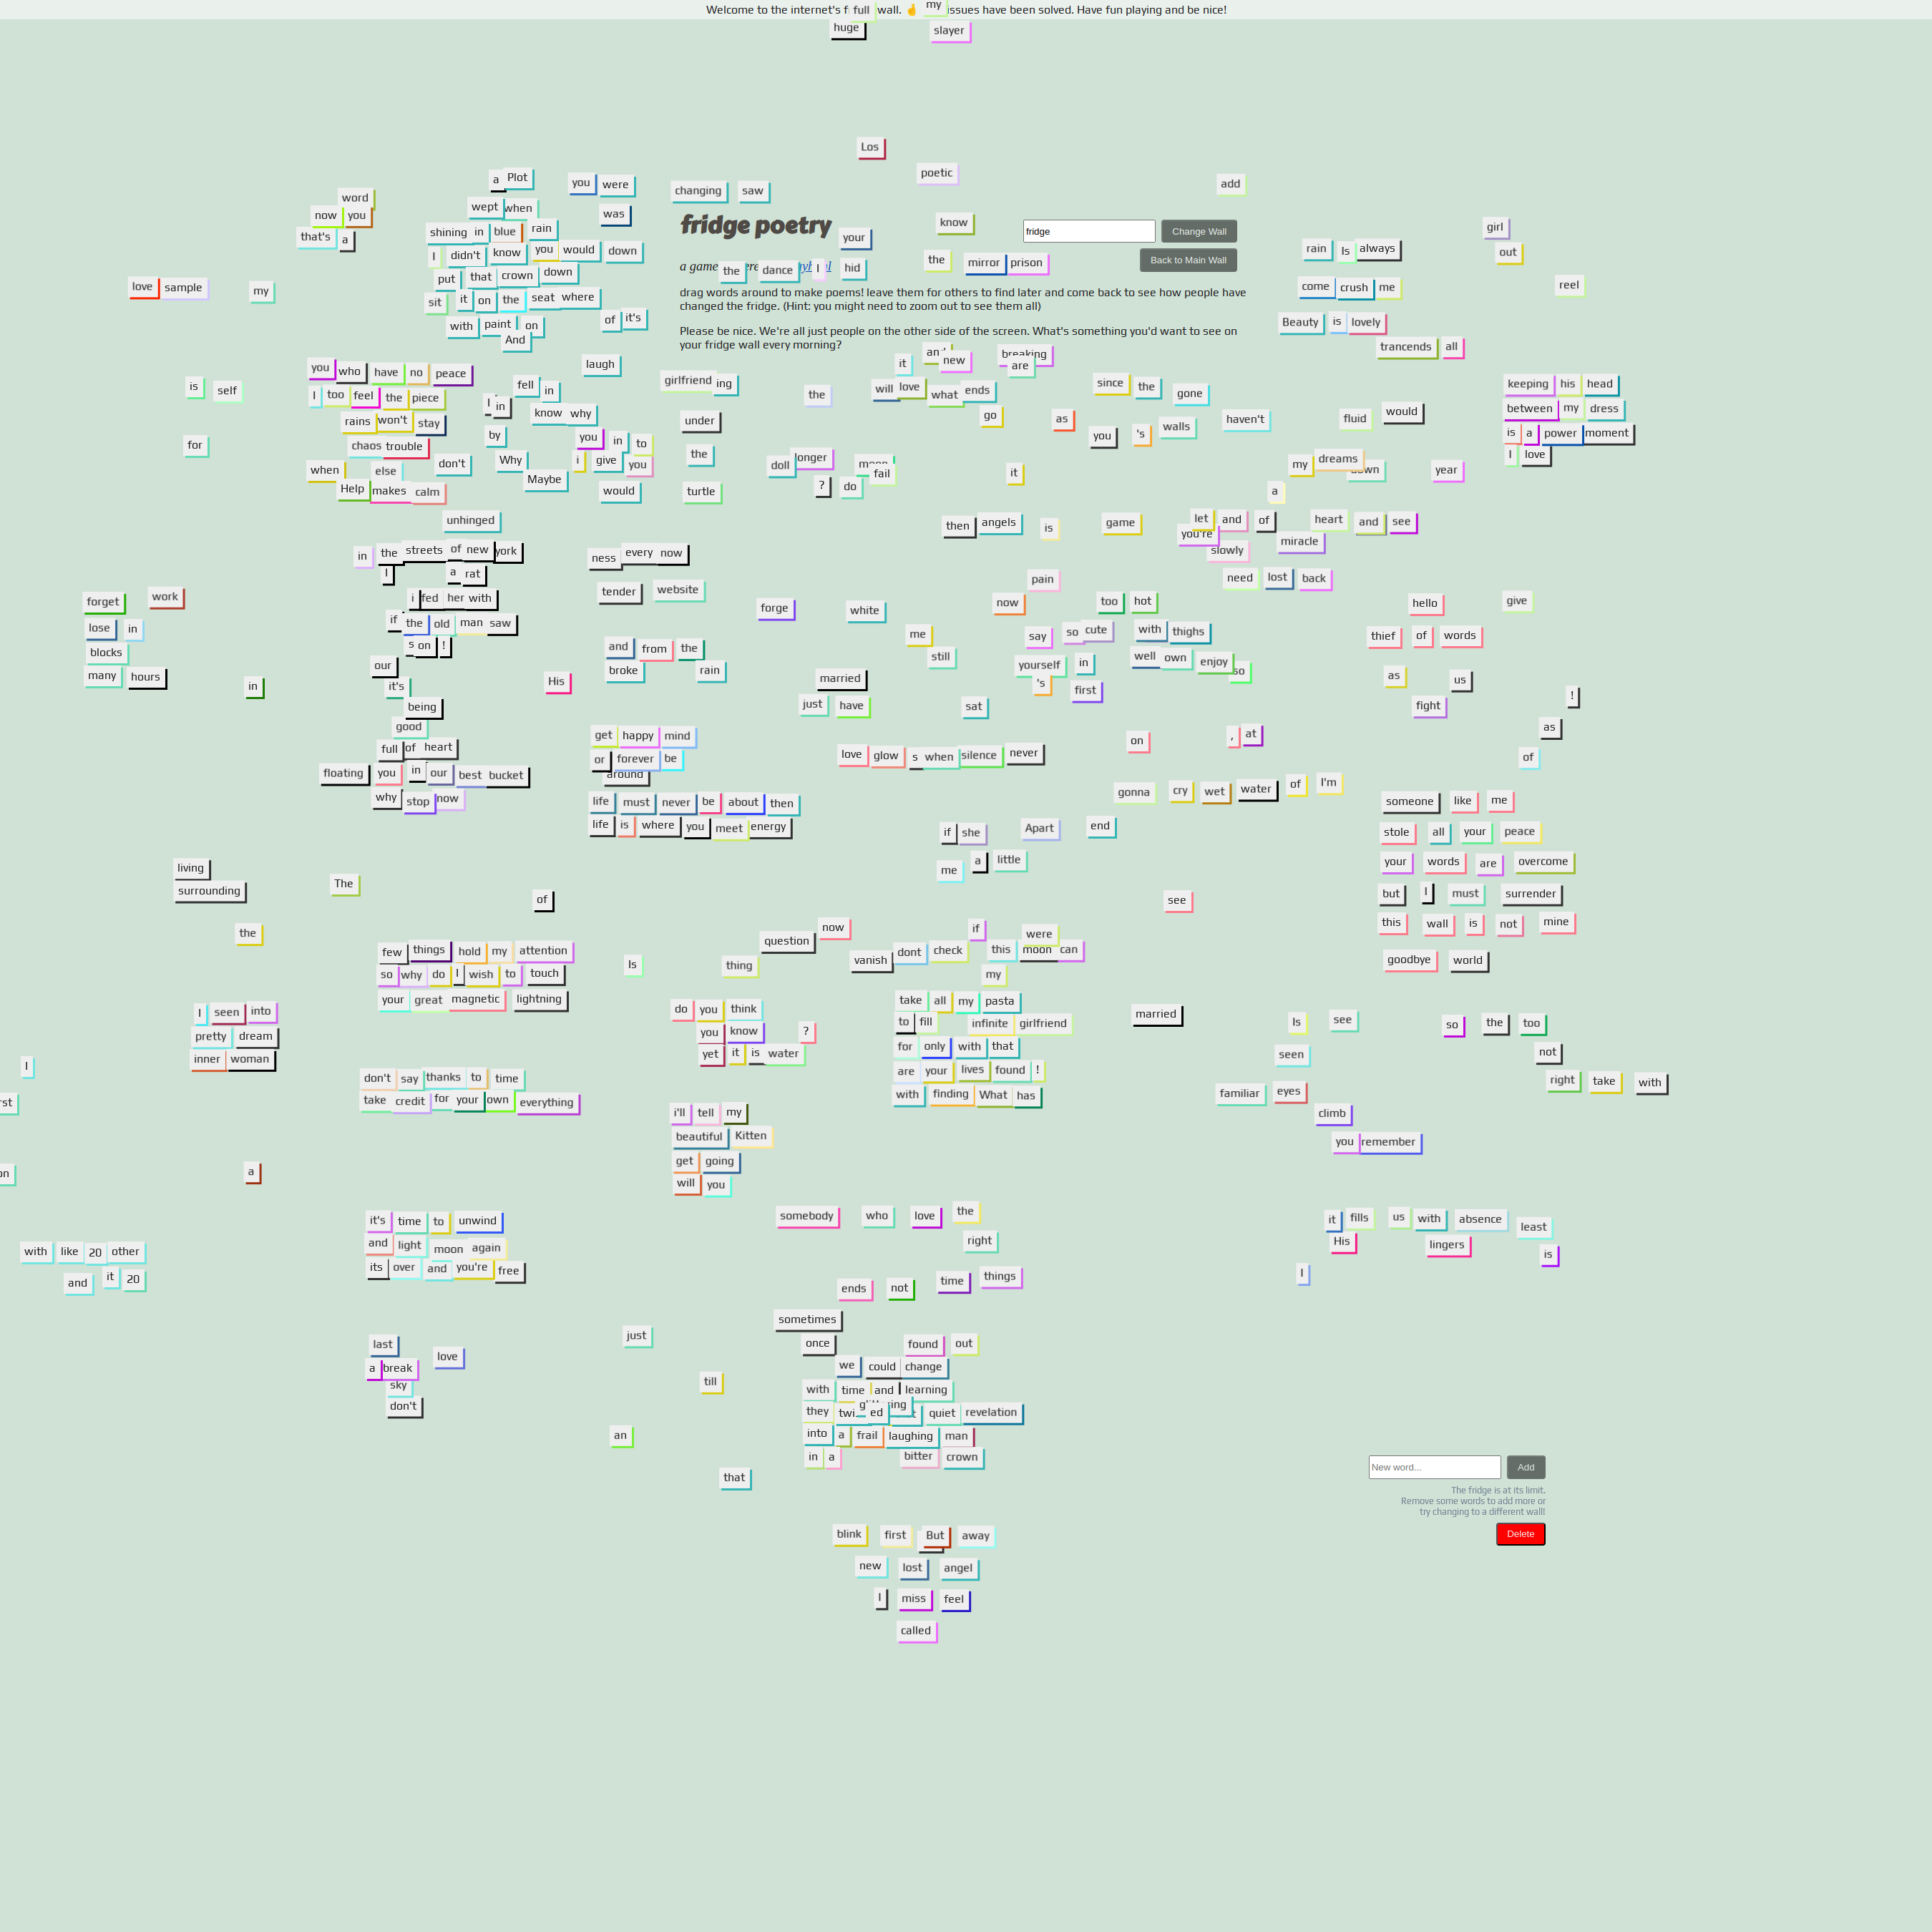 Welcome to the internet's f full wall. 🤞 issues have been solved. Have fun playing and be nice!
my
huge slayer
Los
poetic
add
a Plot you were changing saw
word wept when was
now you
that's a
shining in blue rain
fridge poetry
know
fridge
Change Wall
girl
your
I didn't know you would down
rain Is always out
a game
the dance I hid
the mirror prison
Back to Main Wall
put that crown down
love sample my
come crush me
reel
drag words around to make poems! leave them for others to find later and come back to see how people have
changed the fridge. (Hint: you might need to zoom out to see them all)
sit it on the seat where
with paint on of it's
And
Please be nice. We're all just people on the other side of the screen. What's something you'd want to see on
your fridge wall every morning?
Beauty is lovely
trancends all
laugh
it new breaking
are
you who have no peace
is self
fell in
girlfriend ing
the will love what ends
since the gone
keeping his head
I too feel the piece
I in
know why
under
go as
you 's walls haven't
fluid would
between my dress
rains won't stay
by
you in to
is a power moment
for
chaos trouble
the
I love
when else don't
Why i give you
doll fail
it
my dreams
year
Help makes calm
Maybe would turtle
? do
a
unhinged
then angels is game
let and of heart and see
you're slowly miracle
in the streets of new york
ness every now
I a rat
pain
need lost back
forget work
i fed her with
tender website
forge white now too hot
hello give
lose in
if the old man saw
me say so cute with thighs
thief of words
blocks
s on !
and from the
still
many hours
our
broke rain
yourself in well own enjoy so
in it's
His married
's first
as us
being
just have sat
fight !
good
full of heart
get happy mind
on , at
as
floating you in our best bucket
or forever be
around
love glow s when silence never
of
why stop now
gonna cry wet water of I'm
life must never be about then
someone like me
life is where you meet energy
if she Apart end
stole all your peace
living
surrounding
me a little
your words are overcome
The of
see
but I must surrender
the
question now
if were
this wall is not mine
few things hold my attention
Is thing
vanish dont check this moon can
goodbye world
so why do I wish to touch
my
your great magnetic lightning
do you think
take all my pasta
married
I seen into
you know ?
to fill infinite girlfriend
Is see so the too
pretty dream
yet it is water
for only with that
seen not
inner woman
I
are your lives found !
don't say thanks to time
with finding What has
familiar eyes
right take with
take credit for your own everything
i'll tell my
climb
beautiful Kitten
you remember
a
get going
will you
somebody who love the
right
it's time to unwind
it fills us with absence least
and light moon again
His lingers is
with like 20 other
its over and you're free
I
and it 20
ends not time things
sometimes
last
just
once found out
a break love
we could change
sky
till
with time and learning
don't
they ed quiet revelation
an
into a frail laughing man
in a bitter crown
that
New word...
Add
The fridge is at its limit.
Remove some words to add more or
try changing to a different wall!
Delete
blink first But away
new lost angel
I miss feel
called